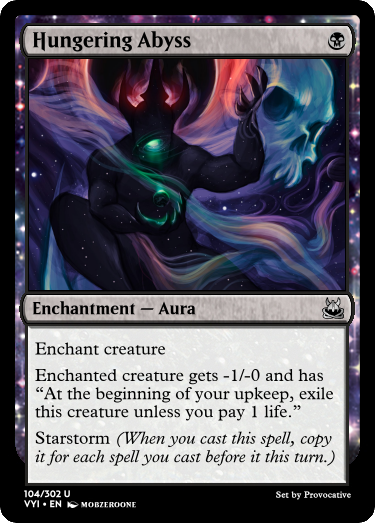 Hungering Abyss
Enchantment — Aura
Enchant creature
Enchanted creature gets -1/-0 and has
“At the beginning of your upkeep, exile
this creature unless you pay 1 life.”
Starstorm (When you cast this spell, copy
it for each spell you cast before it this turn.)
104/302 U
VYI • EN MOBZEROONE
Set by Provocative